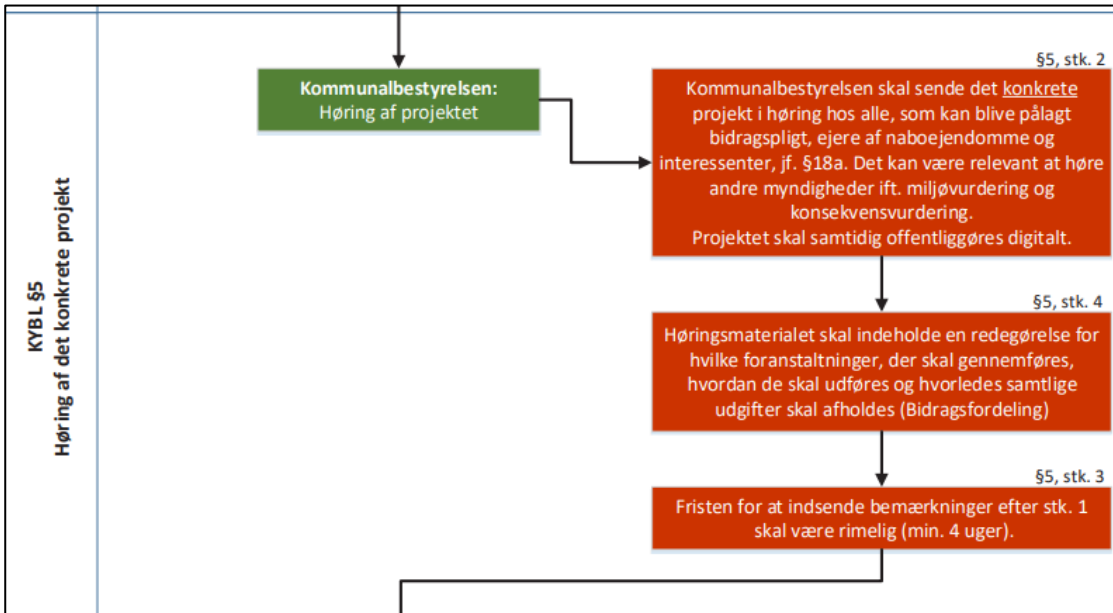 KYBL §5
Høring af det konkrete projekt
Kommunalbestyrelsen:
Høring af projektet
§5, stk. 2
Kommunalbestyrelsen skal sende det konkrete
projekt i høring hos alle, som kan blive pålagt
bidragspligt, ejere af naboejendomme og
interessenter, jf. §18a. Det kan være relevant at høre
andre myndigheder ift. miljøvurdering og
konsekvensvurdering.
Projektet skal samtidig offentliggøres digitalt.
§5, stk. 4
Høringsmaterialet skal indeholde en redegørelse for
hvilke foranstaltninger, der skal gennemføres,
hvordan de skal udføres og hvorledes samtlige
udgifter skal afholdes (Bidragsfordeling)
§5, stk. 3
Fristen for at indsende bemærkninger efter stk. 1
skal være rimelig (min. 4 uger).